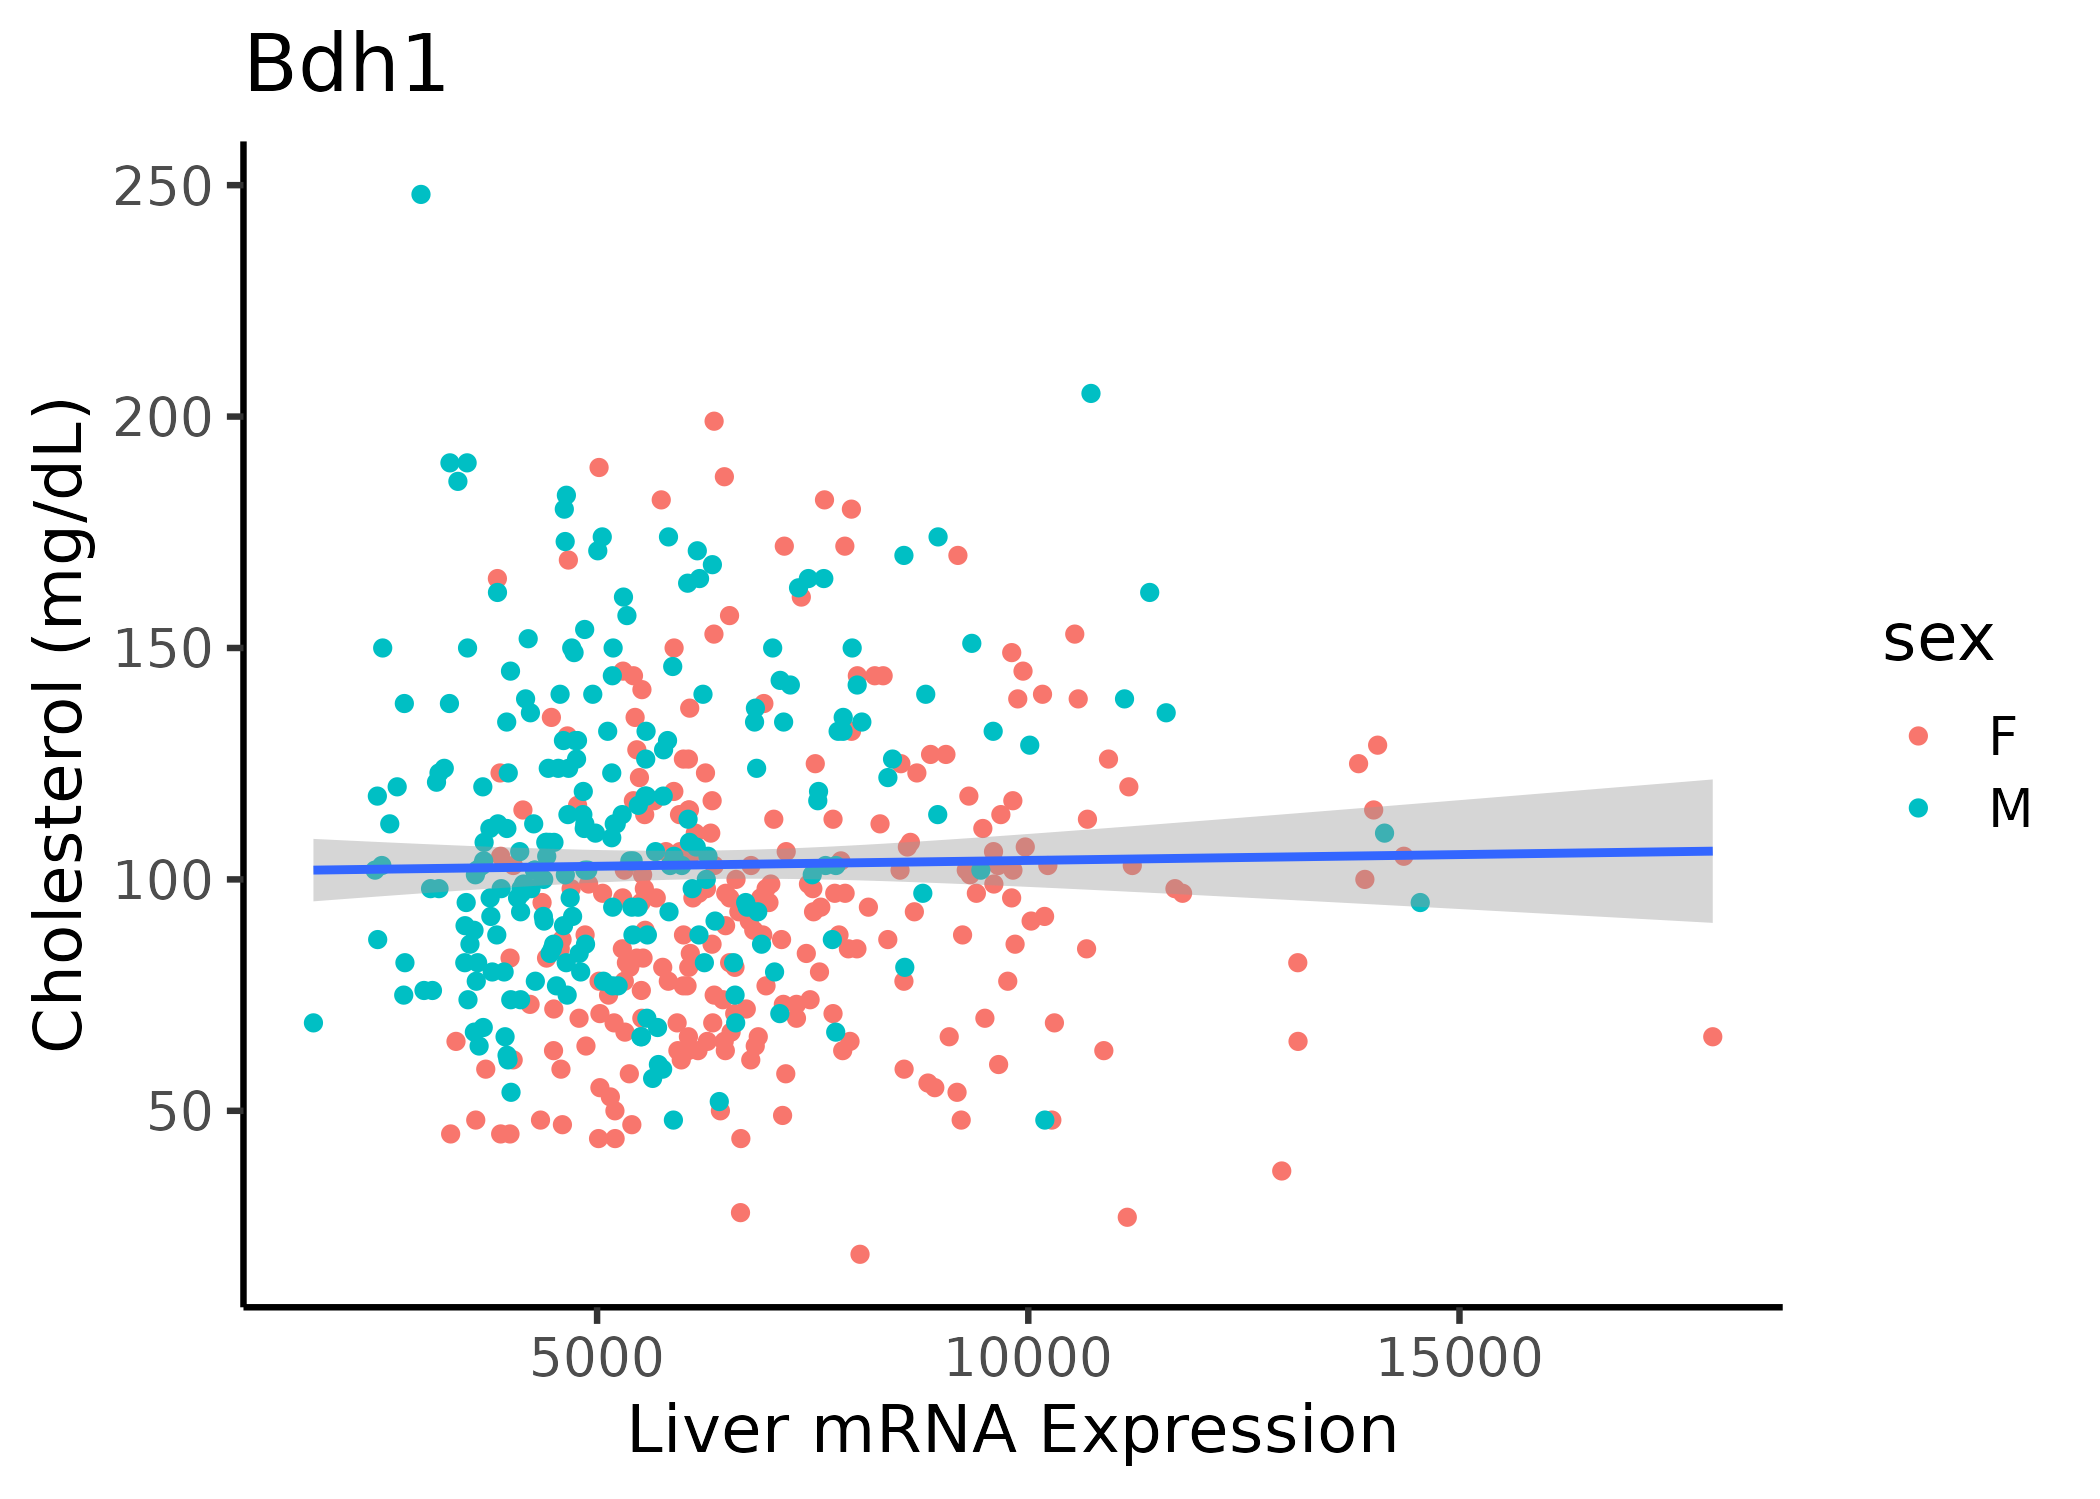 Bdh1
250
200
150
100
50
Cholesterol (mg/dL)
5000 10000 15000
Liver mRNA Expression
sex
F
M